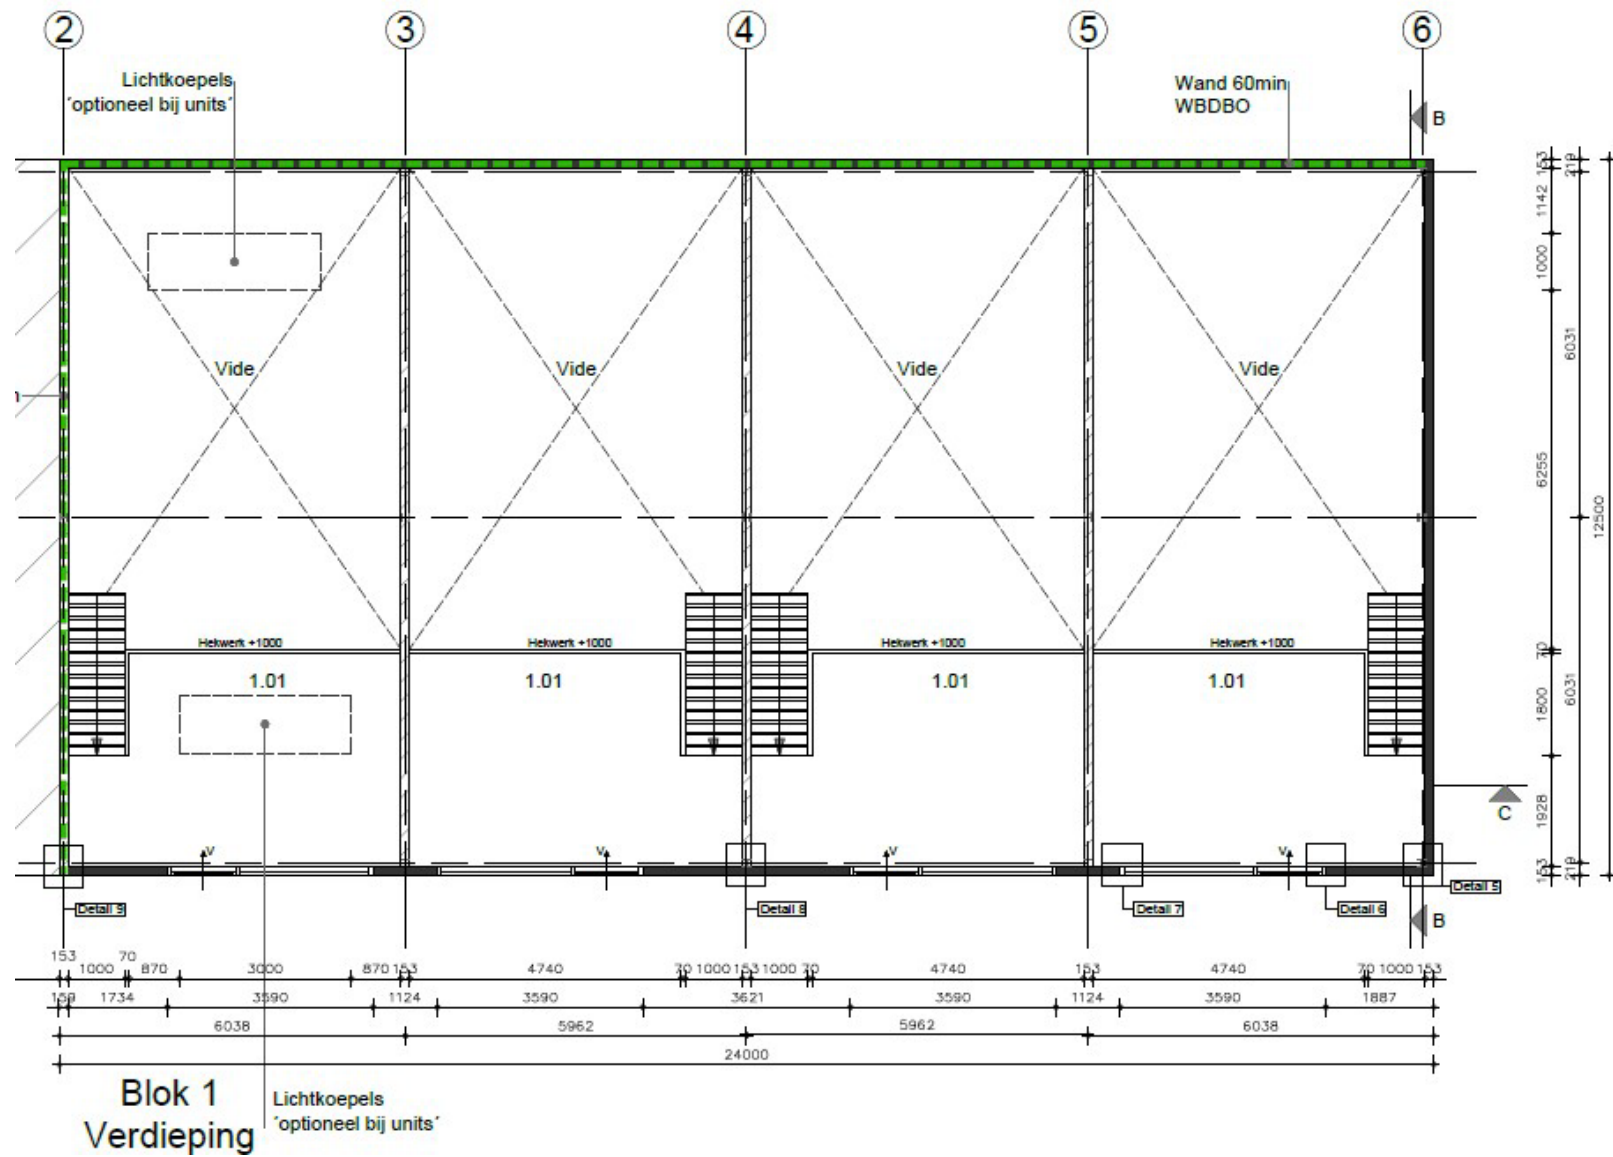 2 3 4 5 6
Lichtkoepels
'optioneel bij units'
Wand 60min
WBDBO
B
Vide Vide Vide Vide
Hekwerk +1000 Hekwerk +1000 Hekwerk +1000 Hekwerk +1000
1.01 1.01 1.01 1.01
C
v v v v
Detail 9 Detail 8 Detail 7 Detail 6 Detail 5
B
153 1142 1000 6255 70 1800 1928 153
219 6031 6031 219
12500
153 1000 70 870 3000 870 153 4740 70 1000 153 1000 70 4740 153 4740 70 1000 153
1734 3590 1124 3590 3621 3590 1124 3590 1887
6038 5962 5962 6038
24000
Blok 1
Verdieping
Lichtkoepels
'optioneel bij units'